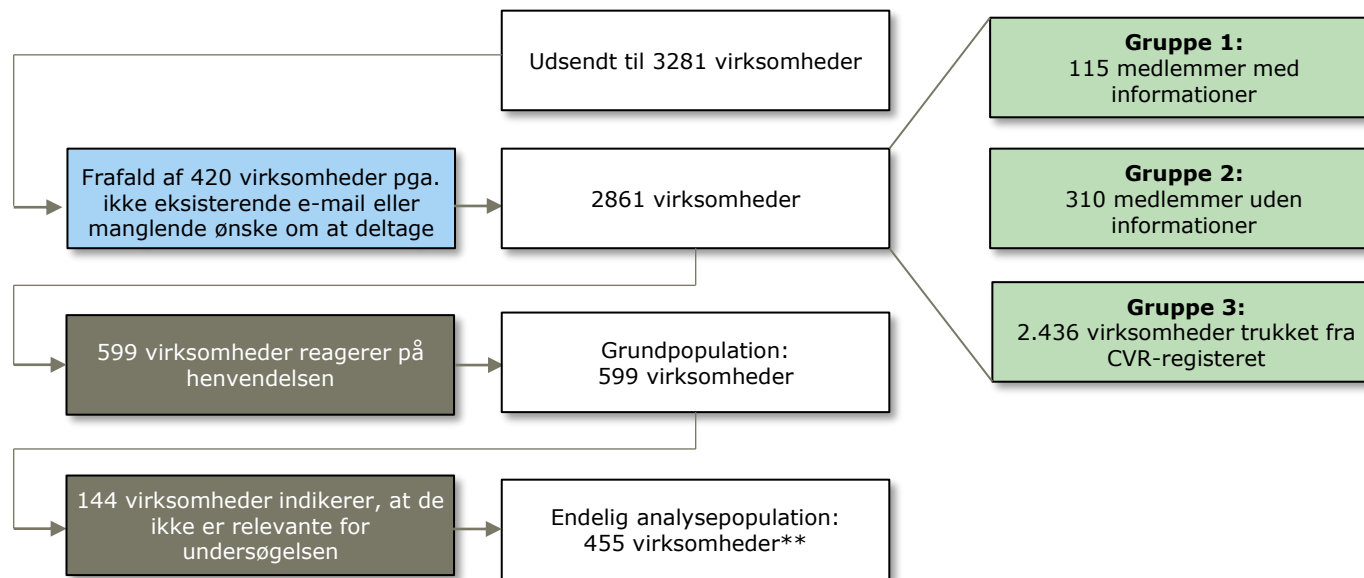 Udsendt til 3281 virksomheder
Frafald af 420 virksomheder pga.
ikke eksisterende e-mail eller
manglende ønske om at deltage
2861 virksomheder
Gruppe 1:
115 medlemmer med
informationer
Gruppe 2:
310 medlemmer uden
informationer
Gruppe 3:
2.436 virksomheder trukket fra
CVR-registeret
599 virksomheder reagerer på
henvendelsen
Grundpopulation:
599 virksomheder
144 virksomheder indikerer, at de
ikke er relevante for
undersøgelsen
Endelig analysepopulation:
455 virksomheder**